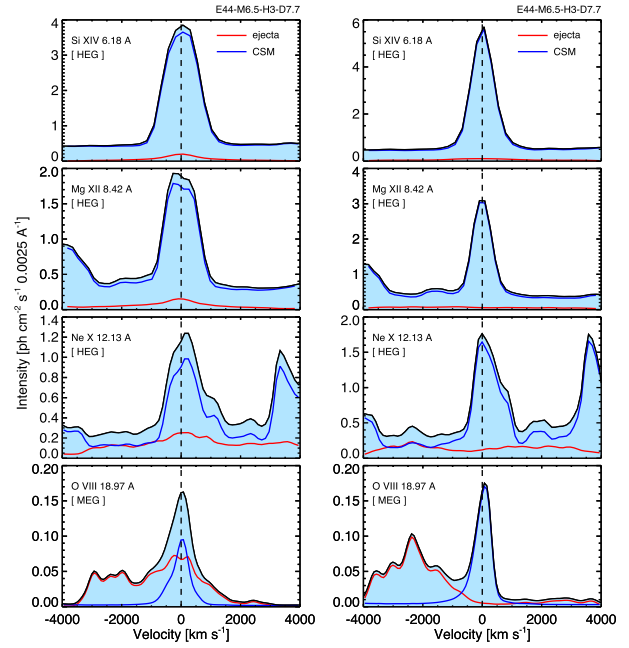 E44-M6.5-H3-D7.7 E44-M6.5-H3-D7.7
Si XIV 6.18 A
[ HEG ]
ejecta
CSM
4
3
2
1
0
Si XIV 6.18 A
[ HEG ]
ejecta
CSM
6
4
2
0
Mg XII 8.42 A
[ HEG ]
2.0
1.5
1.0
0.5
0.0
Mg XII 8.42 A
[ HEG ]
4
3
2
1
0
Ne X 12.13 A
[ HEG ]
1.4
1.2
1.0
0.8
0.6
0.4
0.2
0.0
Ne X 12.13 A
[ HEG ]
2.0
1.5
1.0
0.5
0.0
O VIII 18.97 A
[ MEG ]
0.20
0.15
0.10
0.05
0.00
O VIII 18.97 A
[ MEG ]
0.20
0.15
0.10
0.05
0.00
Intensity [ph cm⁻² s⁻¹ 0.0025 A⁻¹]
-4000 -2000 0 2000 4000
-4000 -2000 0 2000 4000
Velocity [km s⁻¹] Velocity [km s⁻¹]